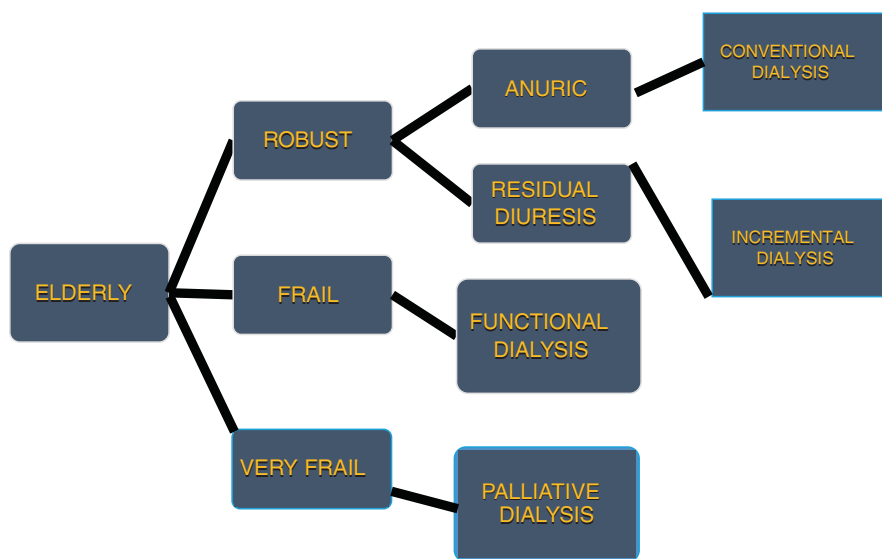 ELDERLY
ROBUST
FRAIL
VERY FRAIL
ANURIC
RESIDUAL
DIURESIS
FUNCTIONAL
DIALYSIS
PALLIATIVE
DIALYSIS
CONVENTIONAL
DIALYSIS
INCREMENTAL
DIALYSIS